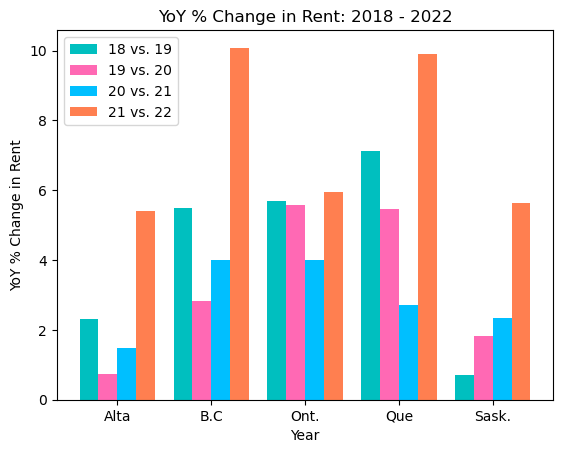 YoY % Change in Rent: 2018 - 2022
18 vs. 19
19 vs. 20
20 vs. 21
21 vs. 22
YoY % Change in Rent
10
8
6
4
2
0
Alta B.C Ont. Que Sask.
Year